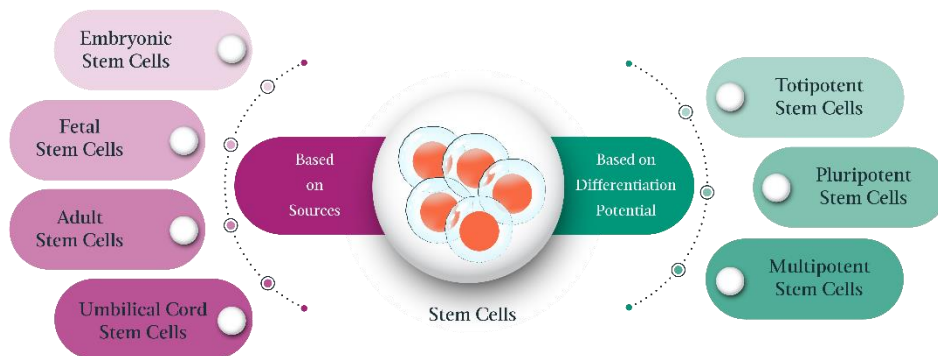 Embryonic
Stem Cells
Fetal
Stem Cells
Adult
Stem Cells
Umbilical Cord
Stem Cells
Based
on
Sources
Stem Cells
Based on
Differentiation
Potential
Totipotent
Stem Cells
Pluripotent
Stem Cells
Multipotent
Stem Cells